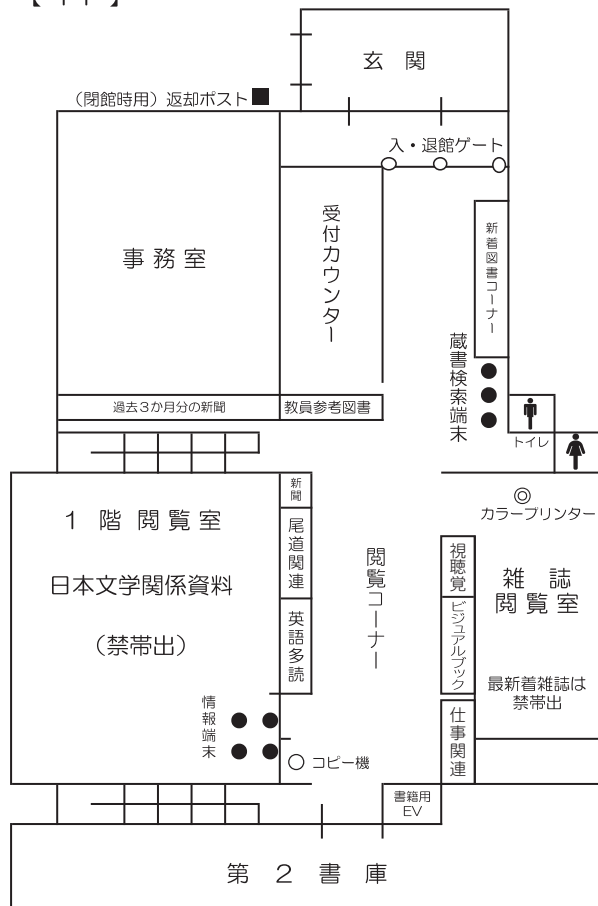 玄 関
（閉館時用）返却ポスト
入・退館ゲート
事務室
受付カウンター
新着図書コーナー
蔵書検索端末
過去３か月分の新聞
教員参考図書
トイレ
新聞
１ 階 閲覧室
日本文学関係資料
（禁帯出）
尾道関連
英語多読
閲覧コーナー
カラープリンター
視聴覚
ビジュアルブック
雑 誌
閲覧室
最新着雑誌は
禁帯出
情報端末
コピー機
仕事関連
書籍用
EV
第 ２ 書 庫